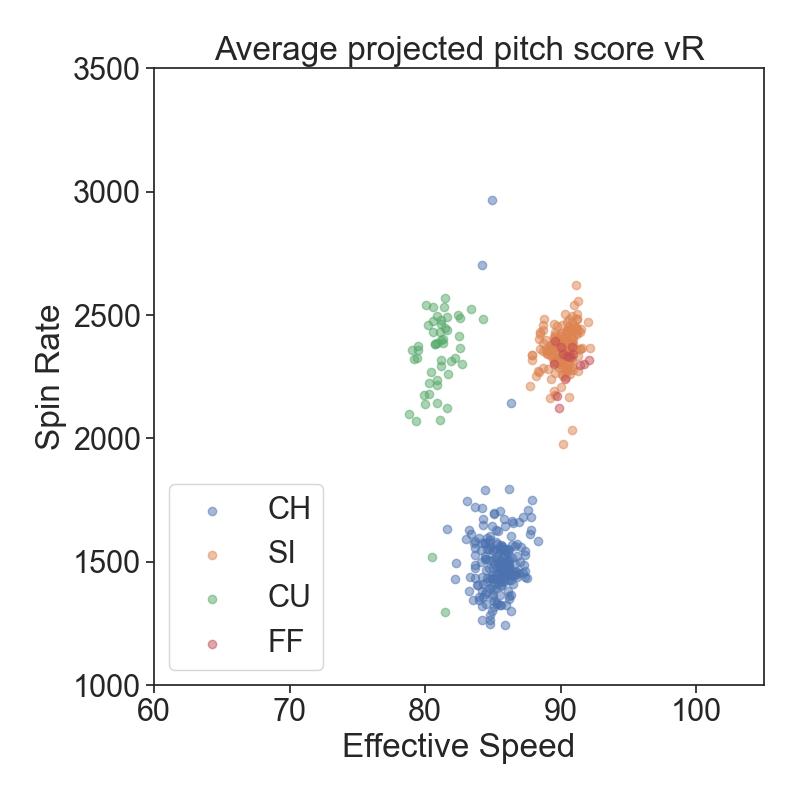 Average projected pitch score vR
3500
3000
2500
2000
1500
1000
Spin Rate
CH
SI
CU
FF
60 70 80 90 100
Effective Speed